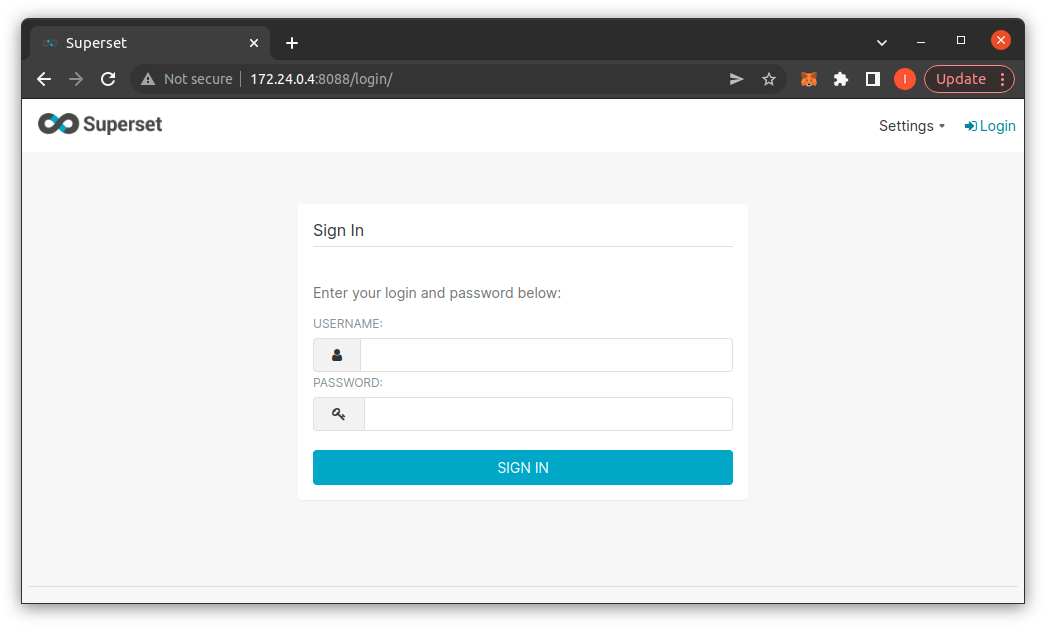 Superset
Not secure 172.24.0.4:8088/login/ I Update
Superset Settings Login
Sign In
Enter your login and password below:
USERNAME:
PASSWORD:
SIGN IN